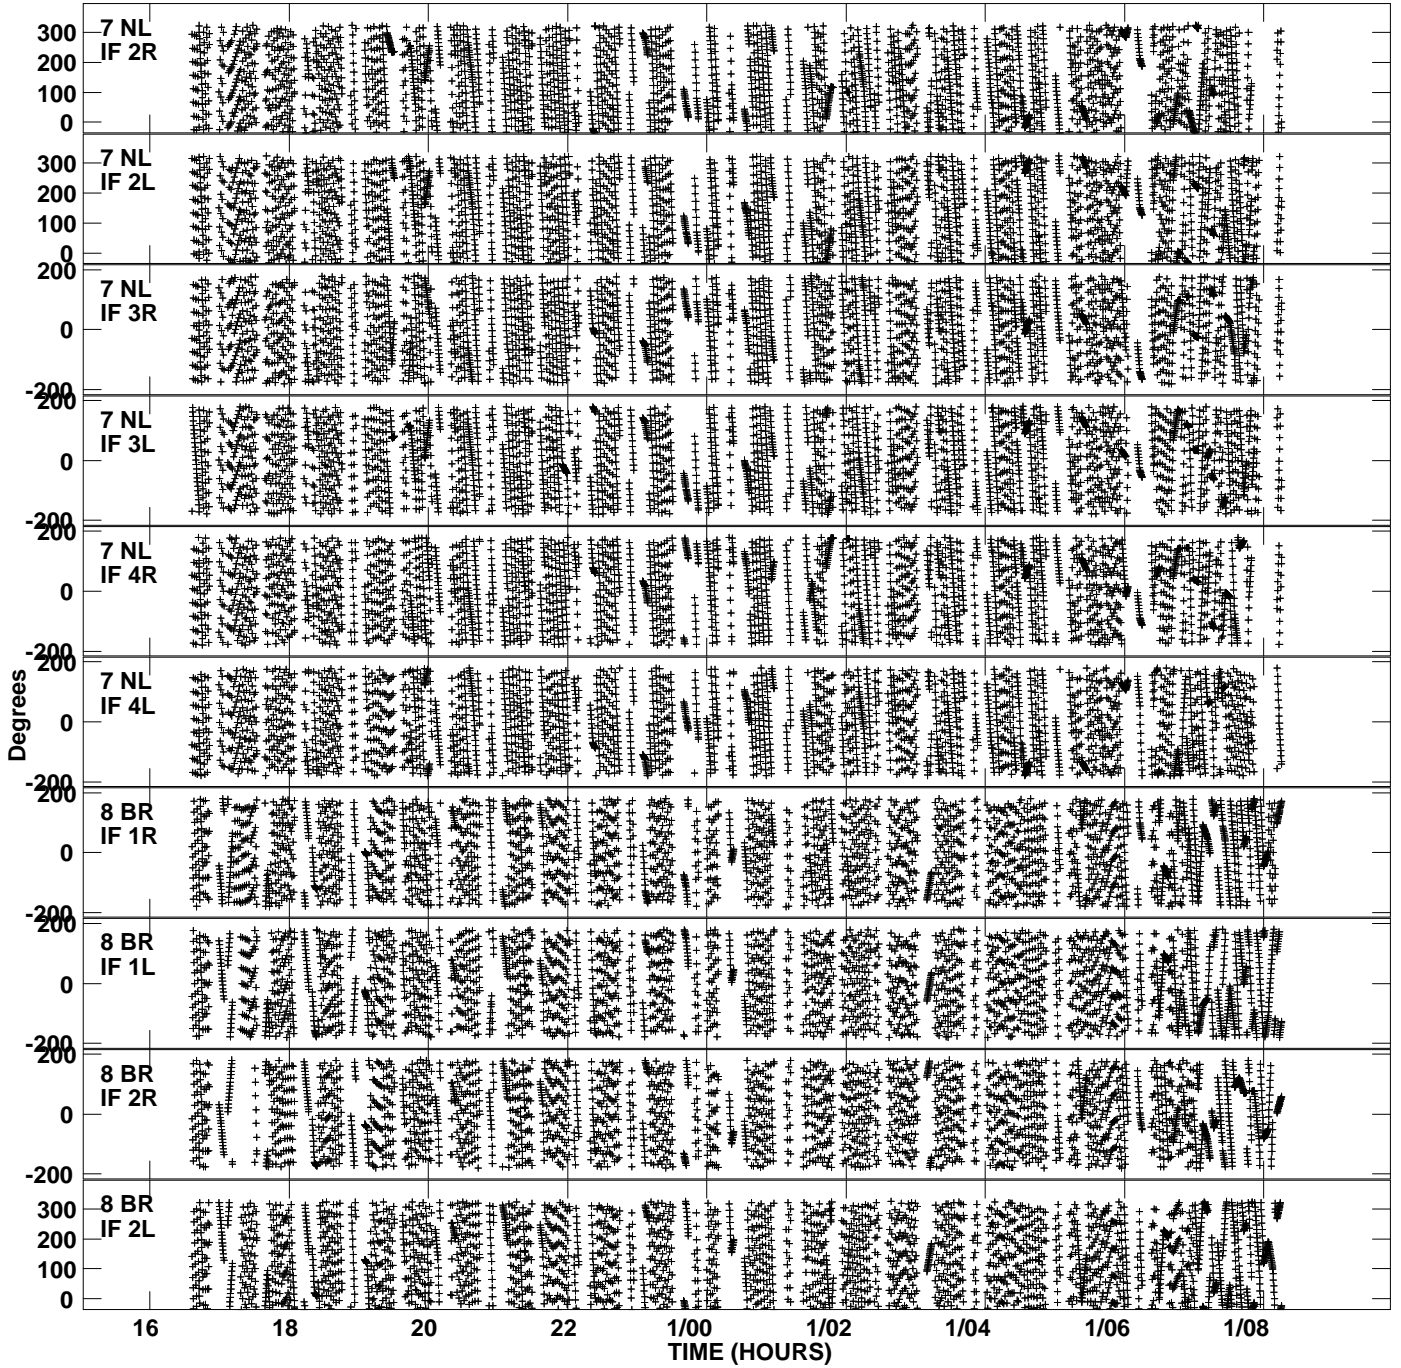 300
200
100
0
7 NL
IF 2R
300
200
100
0
7 NL
IF 2L
200
0
-200
7 NL
IF 3R
200
0
-200
7 NL
IF 3L
200
0
-200
7 NL
IF 4R
200
0
-200
7 NL
IF 4L
200
0
-200
8 BR
IF 1R
200
0
-200
8 BR
IF 1L
200
0
-200
8 BR
IF 2R
300
200
100
0
8 BR
IF 2L
Degrees
16 18 20 22 1/00 1/02 1/04 1/06 1/08
TIME (HOURS)